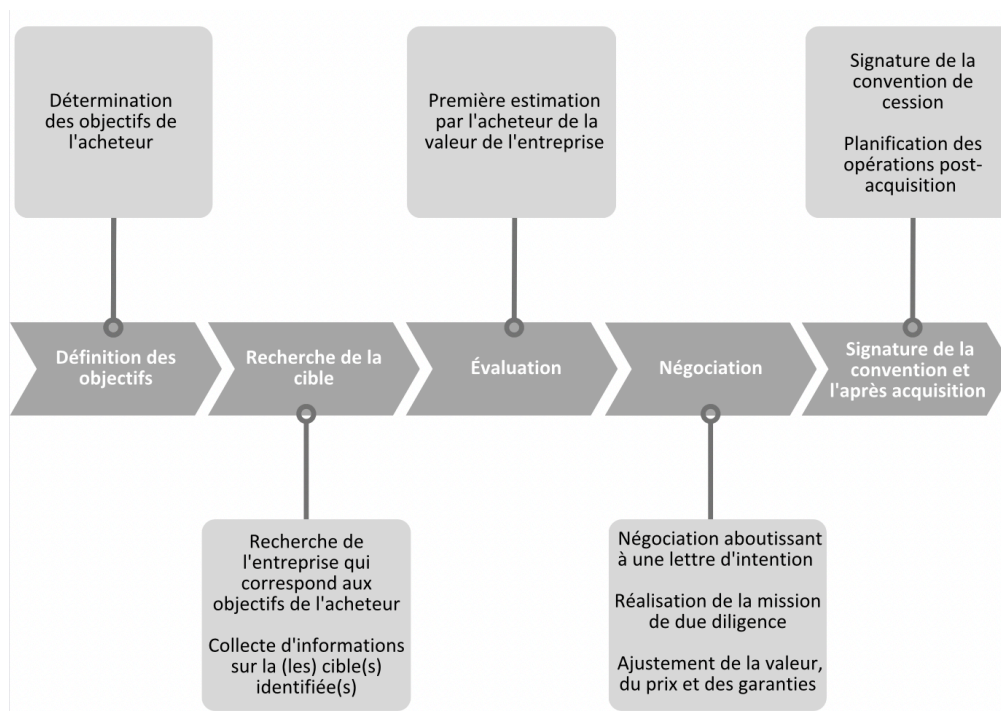 Détermination
des objectifs de
l'acheteur
Première estimation
par l'acheteur de la
valeur de l'entreprise
Signature de la
convention de
cession
Planification des
opérations post-
acquisition
Définition des
objectifs
Recherche de la
cible
Évaluation
Négociation
Signature de la
convention et
l'après acquisition
Recherche de
l'entreprise qui
correspond aux
objectifs de l'acheteur
Collecte d'informations
sur la (les) cible(s)
identifiée(s)
Négociation aboutissant
à une lettre d'intention
Réalisation de la mission
de due diligence
Ajustement de la valeur,
du prix et des garanties